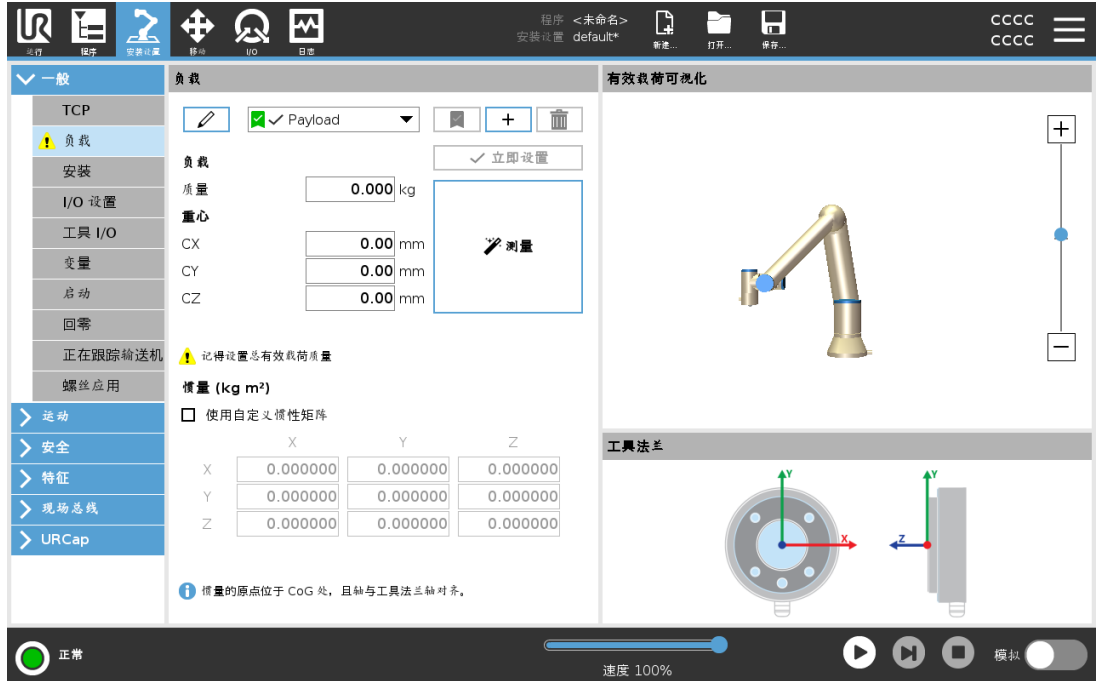 程序 <未命名>
安装设置 default*
运行 程序 安装设置 移动 I/O 日志 新建... 打开... 保存...
CCCC
CCCC
一般
TCP
负载
安装
I/O 设置
工具 I/O
变量
启动
回零
正在跟踪输送机
螺丝应用
运动
安全
特征
现场总线
URCap
负载
Payload
立即设置
负载
质量 0.000 kg
重心
CX 0.00 mm
CY 0.00 mm
CZ 0.00 mm
测量
记得设置总有效载荷质量
惯量 (kg m²)
使用自定义惯性矩阵
X Y Z
X 0.000000 0.000000 0.000000
Y 0.000000 0.000000 0.000000
Z 0.000000 0.000000 0.000000
惯量的原点位于 CoG 处，且轴与工具法兰轴对齐。
有效载荷可视化
工具法兰
Y Y
X Z
正常
速度 100%
模拟